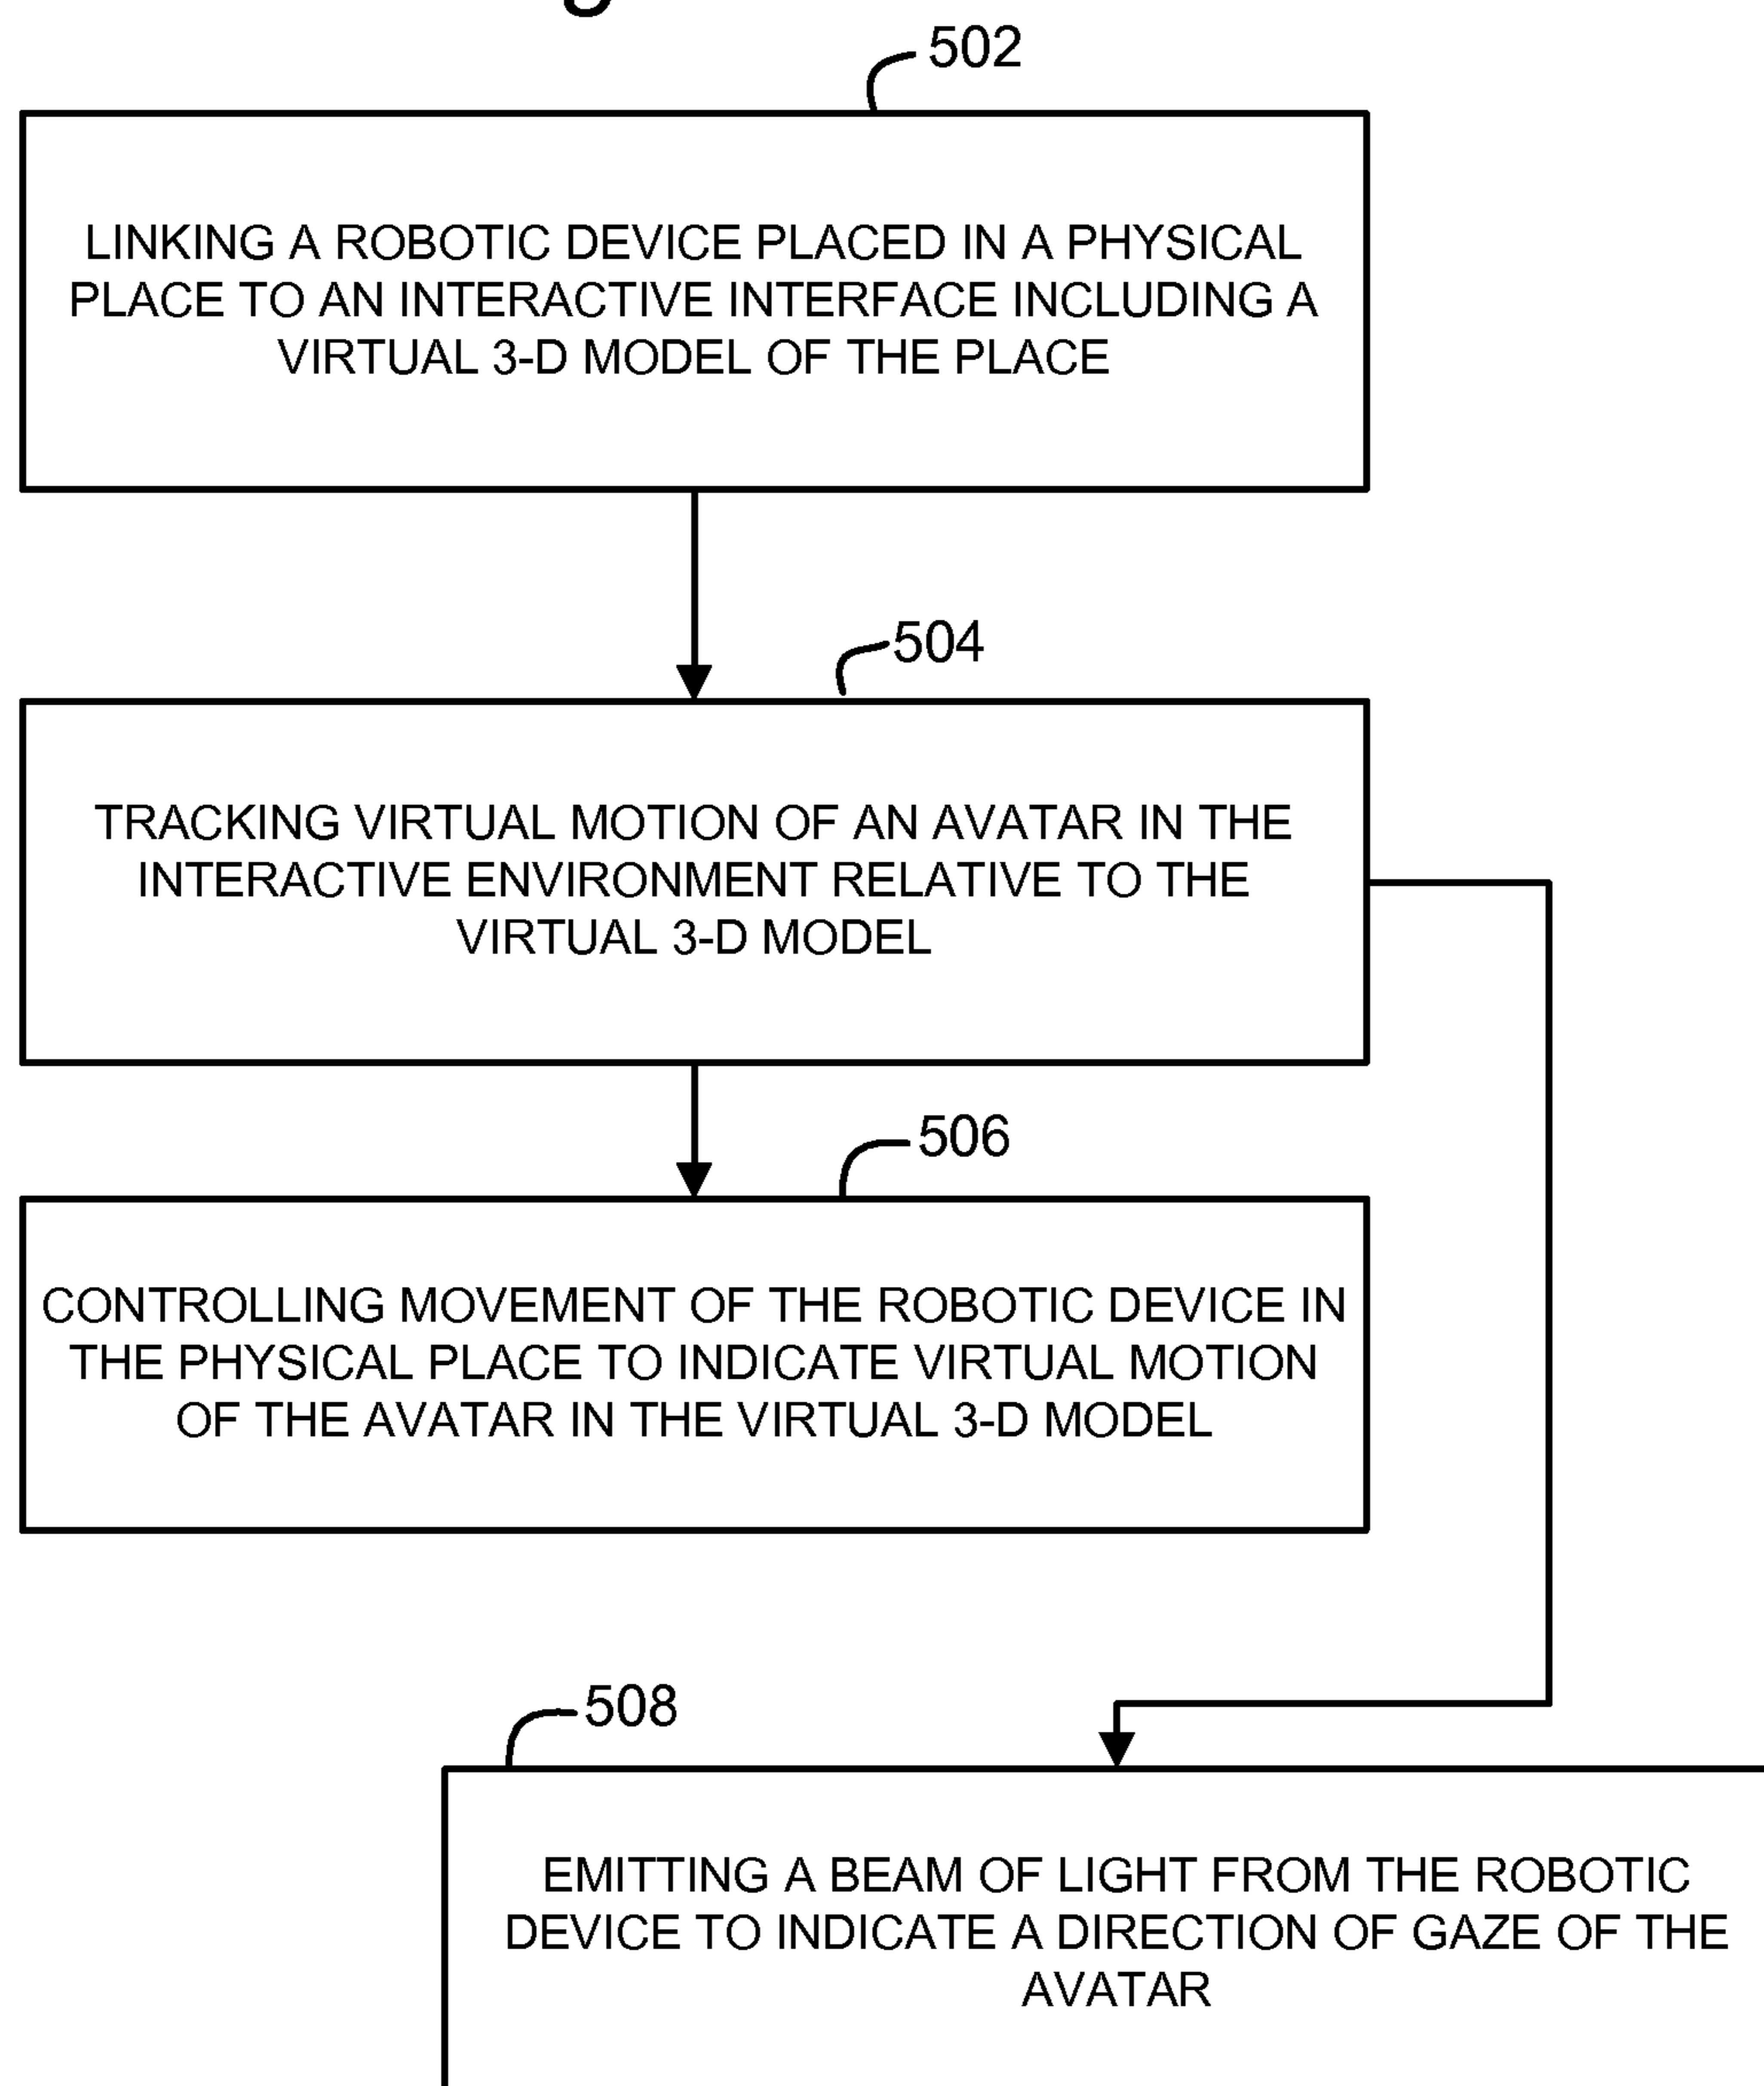 502
LINKING A ROBOTIC DEVICE PLACED IN A PHYSICAL
PLACE TO AN INTERACTIVE INTERFACE INCLUDING A
VIRTUAL 3-D MODEL OF THE PLACE
504
TRACKING VIRTUAL MOTION OF AN AVATAR IN THE
INTERACTIVE ENVIRONMENT RELATIVE TO THE
VIRTUAL 3-D MODEL
506
CONTROLLING MOVEMENT OF THE ROBOTIC DEVICE IN
THE PHYSICAL PLACE TO INDICATE VIRTUAL MOTION
OF THE AVATAR IN THE VIRTUAL 3-D MODEL
508
EMITTING A BEAM OF LIGHT FROM THE ROBOTIC
DEVICE TO INDICATE A DIRECTION OF GAZE OF THE
AVATAR